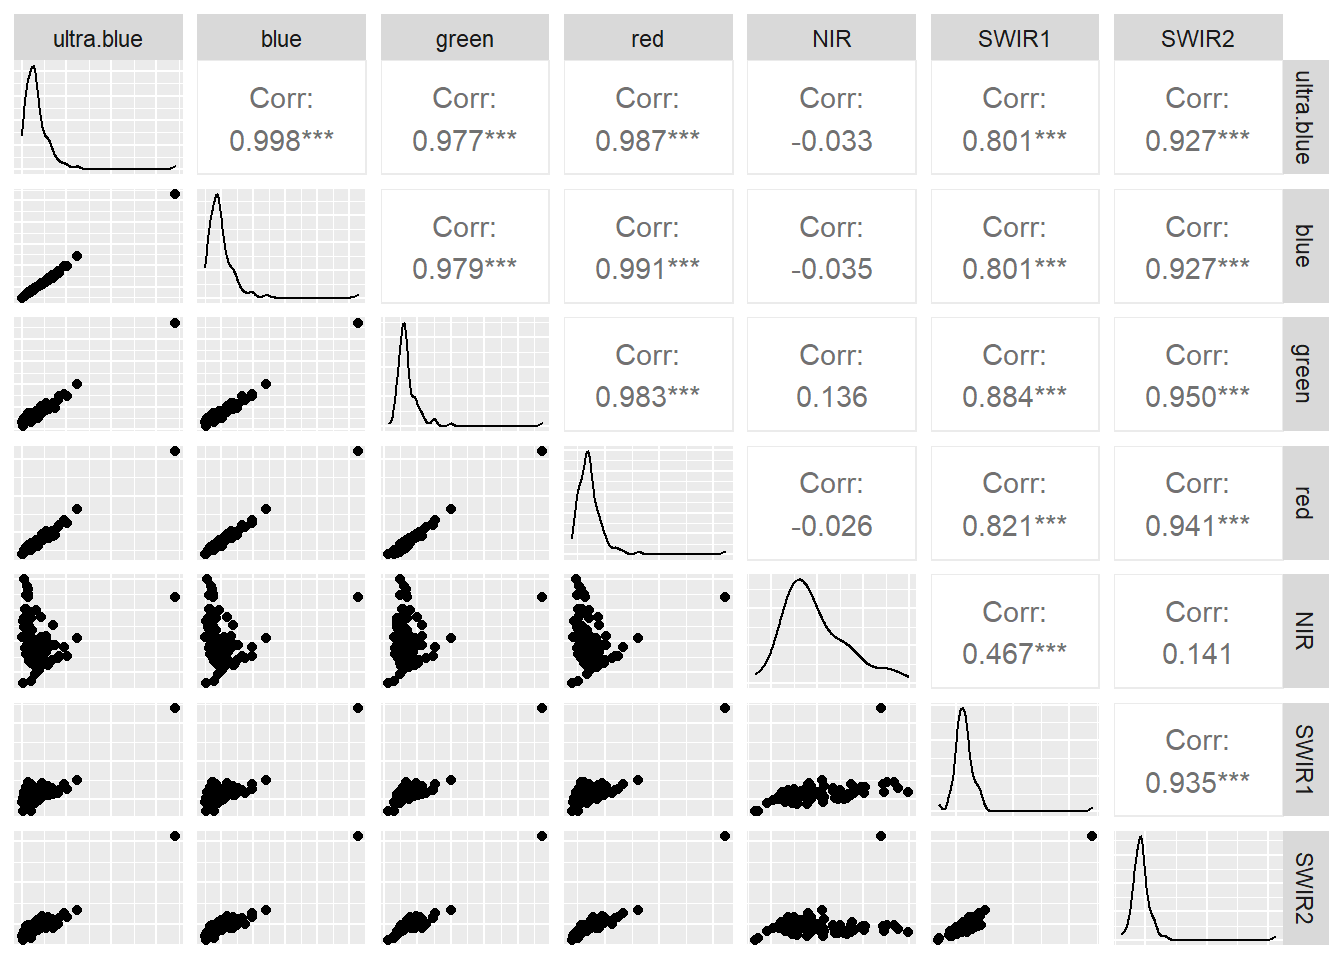 ultra.blue blue green red NIR SWIR1 SWIR2
Corr: Corr: Corr: Corr: Corr: Corr:
0.998*** 0.977*** 0.987*** -0.033 0.801*** 0.927***
ultra.blue
Corr: Corr: Corr: Corr: Corr:
0.979*** 0.991*** -0.035 0.801*** 0.927***
blue
Corr: Corr: Corr: Corr:
0.983*** 0.136 0.884*** 0.950***
green
Corr: Corr: Corr:
-0.026 0.821*** 0.941***
red
Corr: Corr:
0.467*** 0.141
NIR
Corr:
0.935***
SWIR1
SWIR2